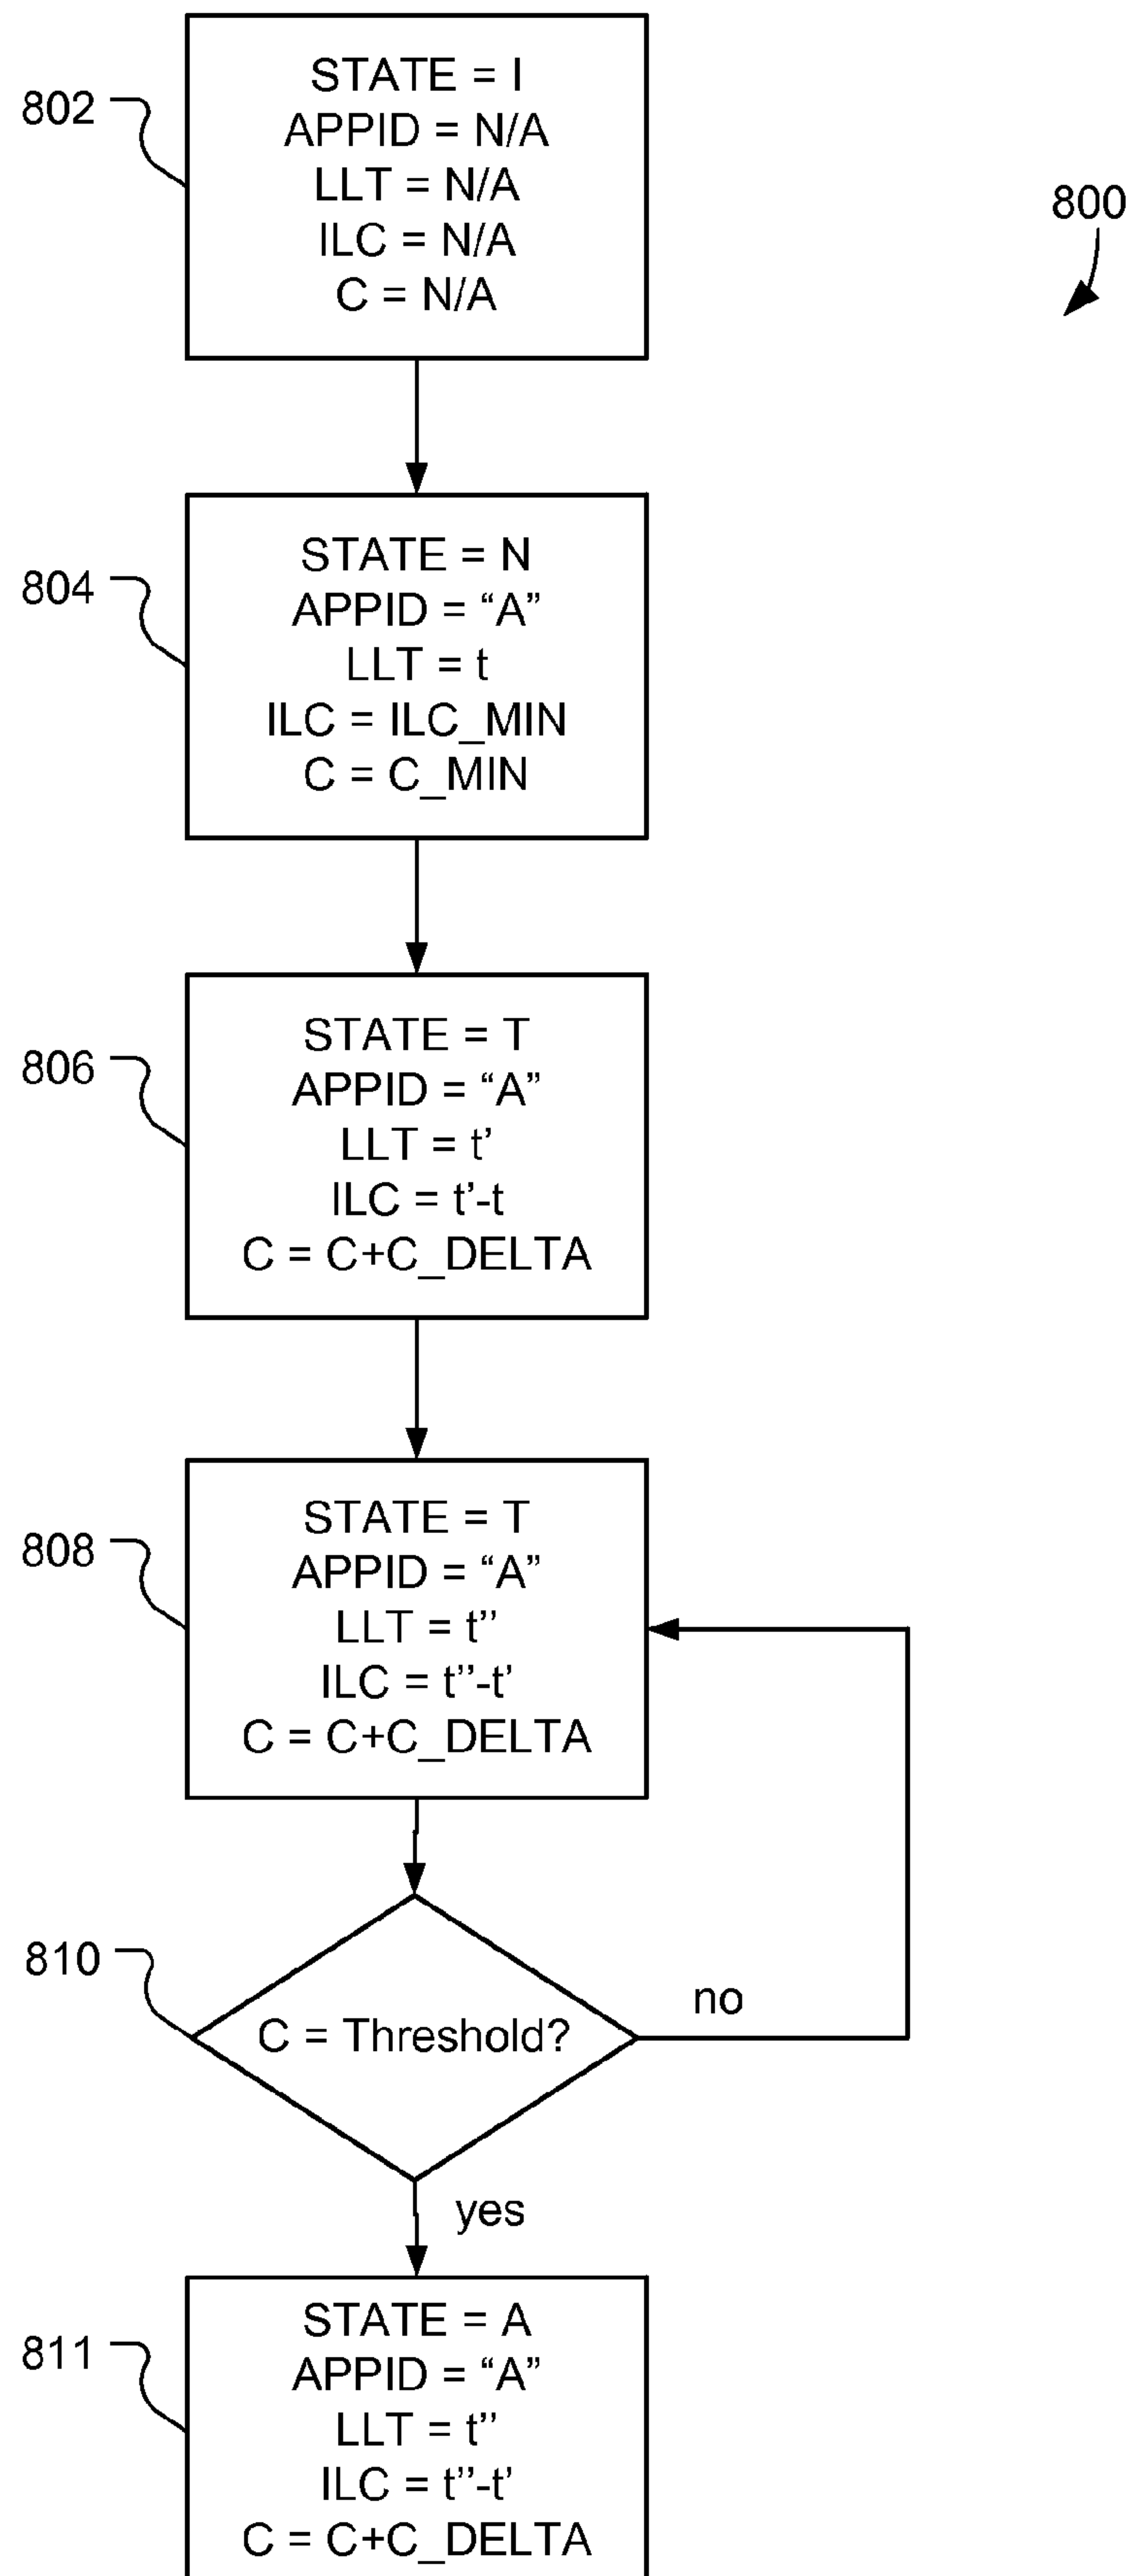 802
STATE = I
APPID = N/A
LLT = N/A
ILC = N/A
C = N/A
800
804
STATE = N
APPID = “A”
LLT = t
ILC = ILC_MIN
C = C_MIN
806
STATE = T
APPID = “A”
LLT = t’
ILC = t’-t
C = C+C_DELTA
808
STATE = T
APPID = “A”
LLT = t’’
ILC = t’’-t’
C = C+C_DELTA
810
C = Threshold?
no
yes
811
STATE = A
APPID = “A”
LLT = t’’
ILC = t’’-t’
C = C+C_DELTA